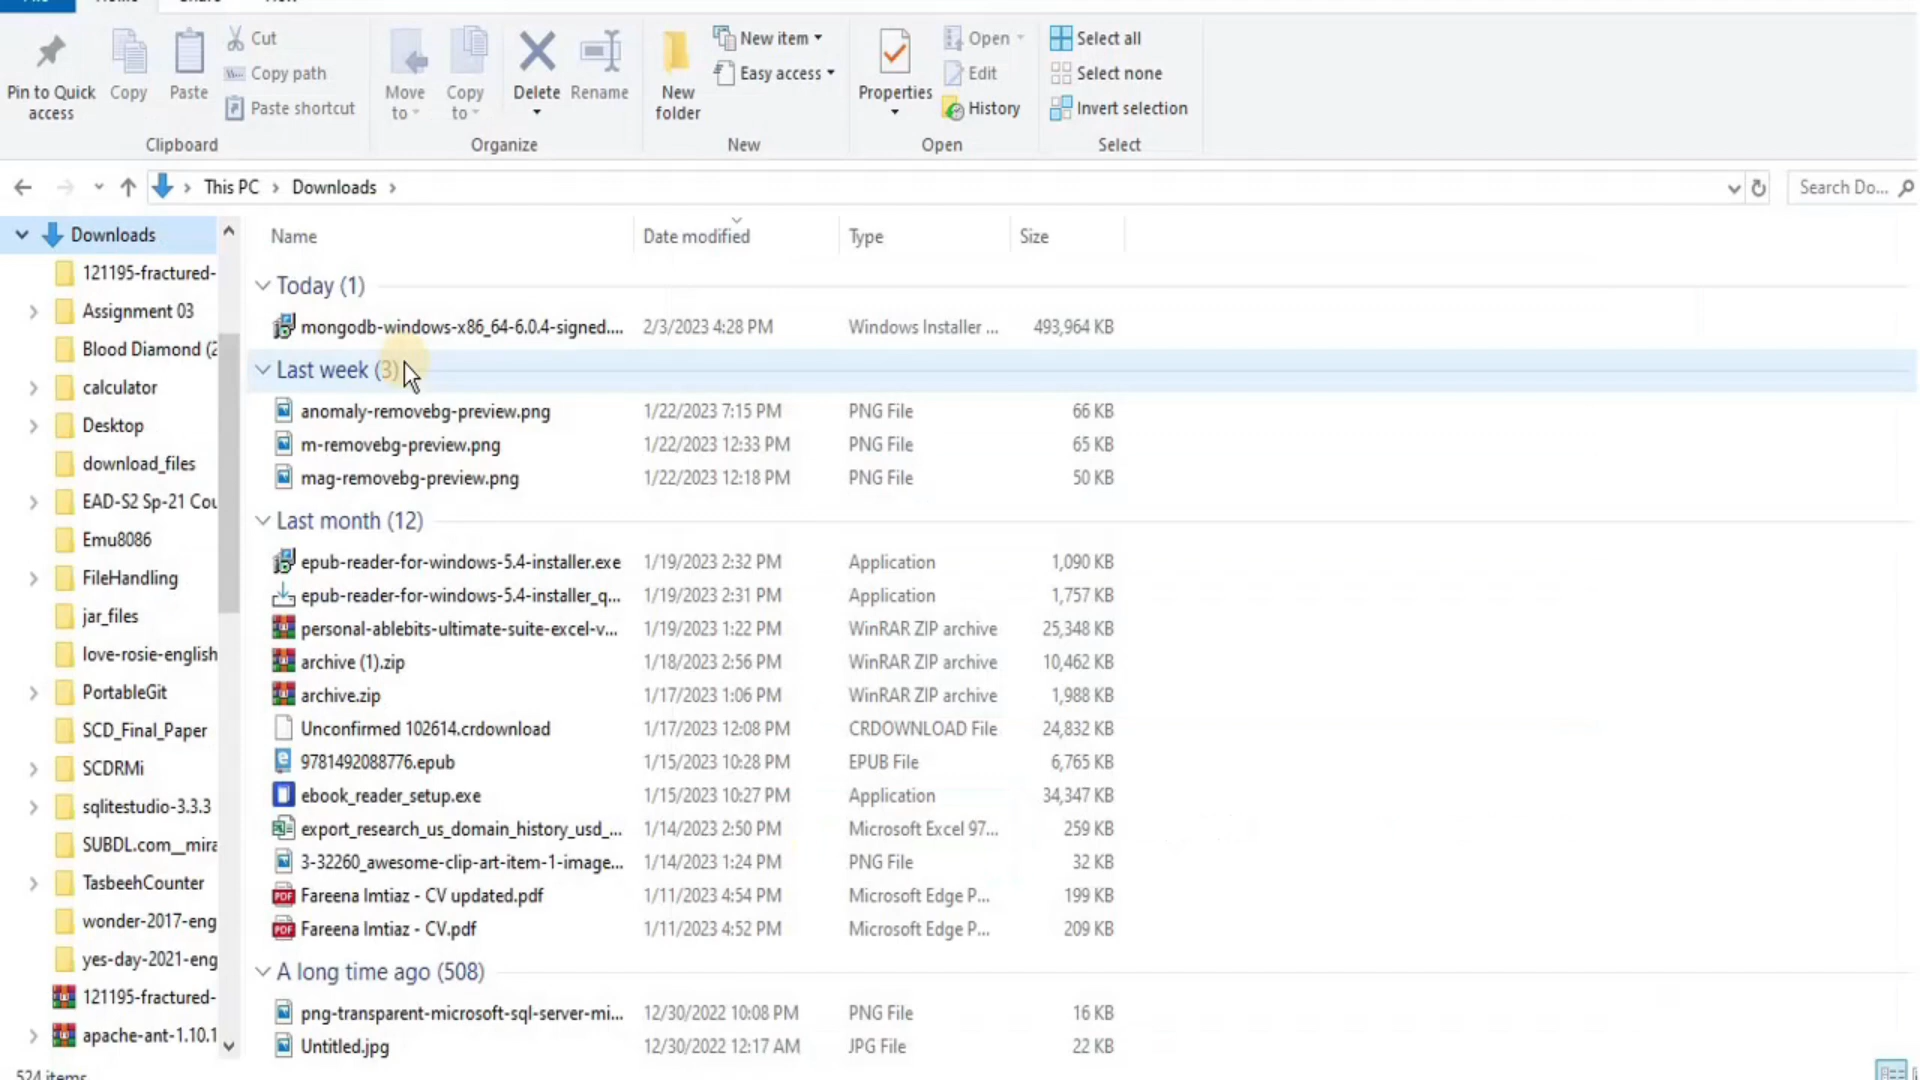 File Home Share View
Pin to Quick access
Copy
Paste
Cut
Copy path
Paste shortcut
Clipboard
Move to
Copy to
Delete
Rename
Organize
New folder
New item
Easy access
New
Properties
Open
Edit
History
Open
Select all
Select none
Invert selection
Select
This PC > Downloads >
Search Do...
Downloads
121195-fractured-
Assignment 03
Blood Diamond (2
calculator
Desktop
download_files
EAD-S2 Sp-21 Cou
Emu8086
FileHandling
jar_files
love-rosie-english
PortableGit
SCD_Final_Paper
SCDRMi
sqlitestudio-3.3.3
SUBDL.com__mira
TasbeehCounter
wonder-2017-eng
yes-day-2021-eng
121195-fractured-
apache-ant-1.10.1
Name Date modified Type Size
Today (1)
mongodb-windows-x86_64-6.0.4-signed.... 2/3/2023 4:28 PM Windows Installer ... 493,964 KB
Last week (3)
anomaly-removebg-preview.png 1/22/2023 7:15 PM PNG File 66 KB
m-removebg-preview.png 1/22/2023 12:33 PM PNG File 65 KB
mag-removebg-preview.png 1/22/2023 12:18 PM PNG File 50 KB
Last month (12)
epub-reader-for-windows-5.4-installer.exe 1/19/2023 2:32 PM Application 1,090 KB
epub-reader-for-windows-5.4-installer_q... 1/19/2023 2:31 PM Application 1,757 KB
personal-ablebits-ultimate-suite-excel-v... 1/19/2023 1:22 PM WinRAR ZIP archive 25,348 KB
archive (1).zip 1/18/2023 2:56 PM WinRAR ZIP archive 10,462 KB
archive.zip 1/17/2023 1:06 PM WinRAR ZIP archive 1,988 KB
Unconfirmed 102614.crdownload 1/17/2023 12:08 PM CRDOWNLOAD File 24,832 KB
9781492088776.epub 1/15/2023 10:28 PM EPUB File 6,765 KB
ebook_reader_setup.exe 1/15/2023 10:27 PM Application 34,347 KB
export_research_us_domain_history_usd_... 1/14/2023 2:50 PM Microsoft Excel 97... 259 KB
3-32260_awesome-clip-art-item-1-image... 1/14/2023 1:24 PM PNG File 32 KB
Fareena Imtiaz - CV updated.pdf 1/11/2023 4:54 PM Microsoft Edge P... 199 KB
Fareena Imtiaz - CV.pdf 1/11/2023 4:52 PM Microsoft Edge P... 209 KB
A long time ago (508)
png-transparent-microsoft-sql-server-mi... 12/30/2022 10:08 PM PNG File 16 KB
Untitled.jpg 12/30/2022 12:17 AM JPG File 22 KB
524 items